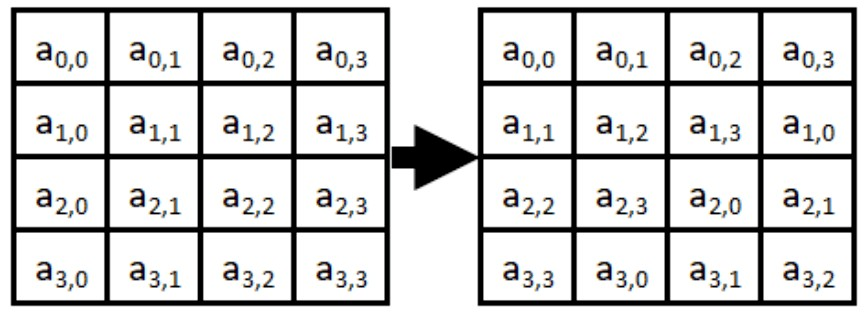 a0,0 a0,1 a0,2 a0,3 a0,0 a0,1 a0,2 a0,3
a1,0 a1,1 a1,2 a1,3 a1,1 a1,2 a1,3 a1,0
a2,0 a2,1 a2,2 a2,3 a2,2 a2,3 a2,0 a2,1
a3,0 a3,1 a3,2 a3,3 a3,3 a3,0 a3,1 a3,2